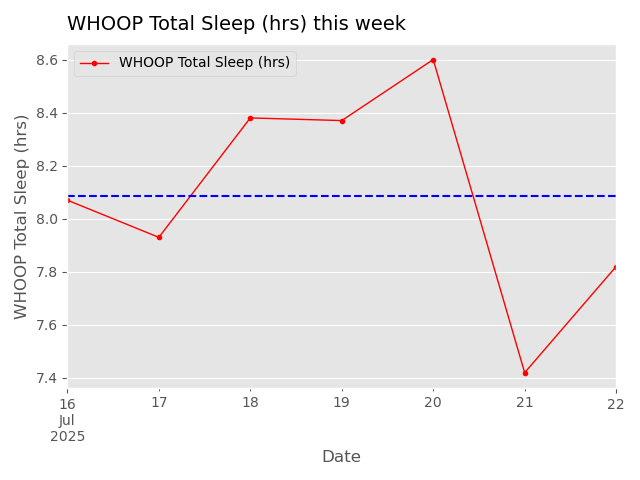 WHOOP Total Sleep (hrs) this week
WHOOP Total Sleep (hrs)
WHOOP Total Sleep (hrs)
8.6
8.4
8.2
8.0
7.8
7.6
7.4
16 17 18 19 20 21 22
Jul
2025
Date